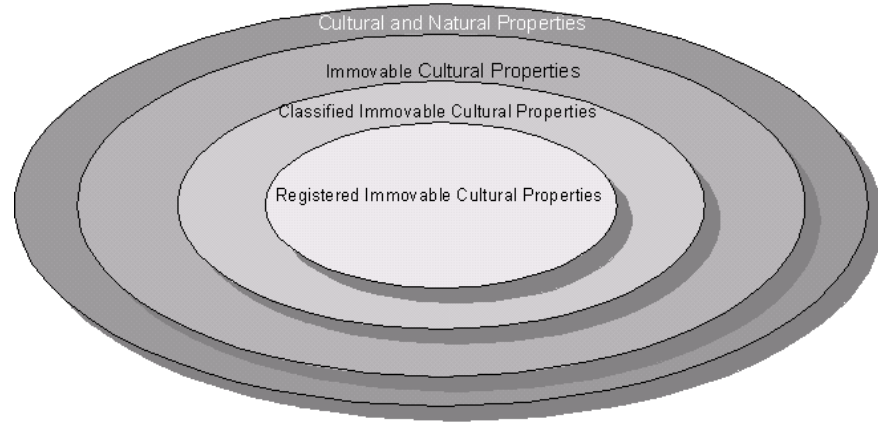 Cultural and Natural Properties
Immovable Cultural Properties
Classified Immovable Cultural Properties
Registered Immovable Cultural Properties